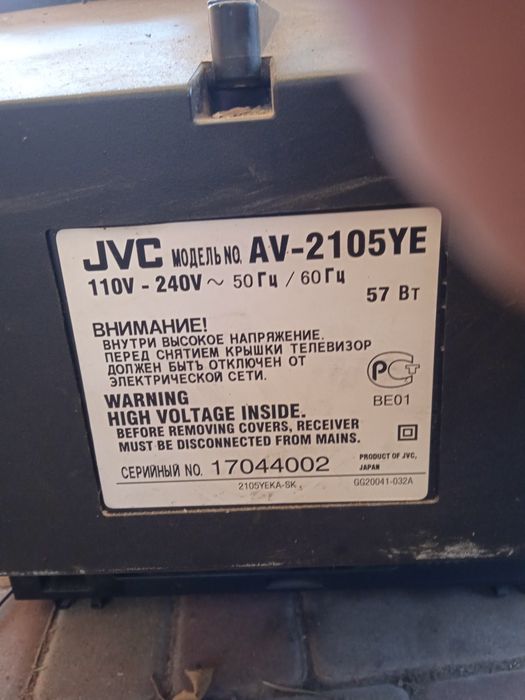 JVC МОДЕЛЬ NO. AV-2105YE
110V - 240V ~ 50 Гц / 60 Гц
57 Вт
ВНИМАНИЕ!
ВНУТРИ ВЫСОКОЕ НАПРЯЖЕНИЕ.
ПЕРЕД СНЯТИЕМ КРЫШКИ ТЕЛЕВИЗОР
ДОЛЖЕН БЫТЬ ОТКЛЮЧЕН ОТ
ЭЛЕКТРИЧЕСКОЙ СЕТИ.
РСТ
BE01
WARNING
HIGH VOLTAGE INSIDE.
BEFORE REMOVING COVERS, RECEIVER
MUST BE DISCONNECTED FROM MAINS.
СЕРИЙНЫЙ NO. 17044002
PRODUCT OF JVC,
JAPAN
2105YEKA-SK
GG20041-032A